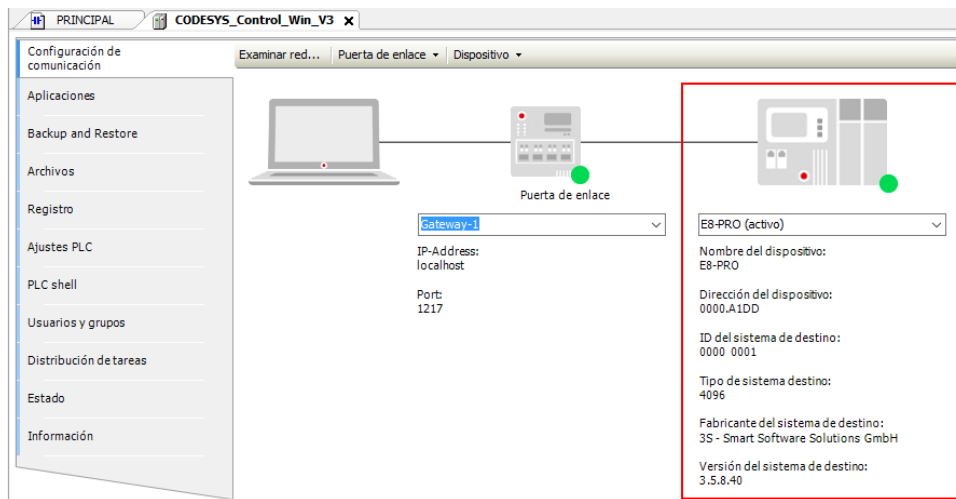 PRINCIPAL
CODESYS_Control_Win_V3 X
Configuración de
comunicación
Aplicaciones
Backup and Restore
Archivos
Registro
Ajustes PLC
PLC shell
Usuarios y grupos
Distribución de tareas
Estado
Información
Examinar red...
Puerta de enlace
Dispositivo
Puerta de enlace
Gateway-1
IP-Address:
localhost
Port:
1217
E8-PRO (activo)
Nombre del dispositivo:
E8-PRO
Dirección del dispositivo:
0000.A1DD
ID del sistema de destino:
0000 0001
Tipo de sistema destino:
4096
Fabricante del sistema de destino:
3S - Smart Software Solutions GmbH
Versión del sistema de destino:
3.5.8.40